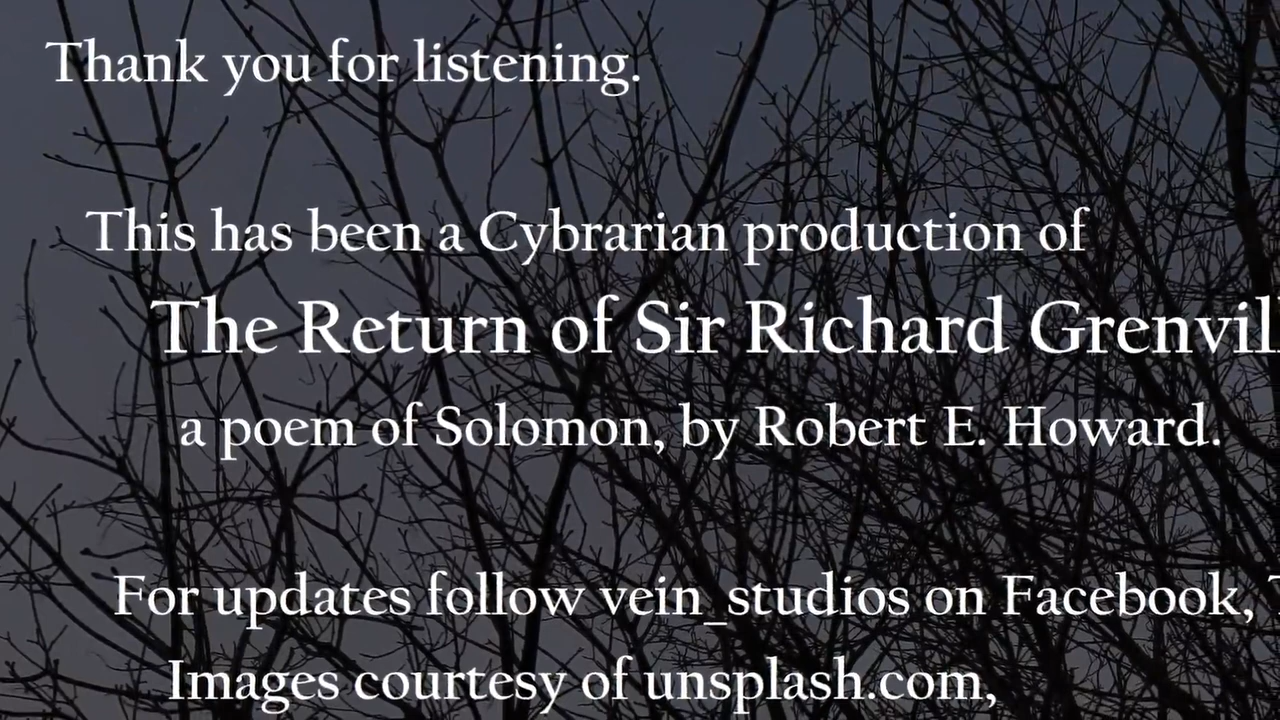 Thank you for listening.
This has been a Cybrarian production of
The Return of Sir Richard Grenvil
a poem of Solomon, by Robert E. Howard.
For updates follow vein_studios on Facebook,
Images courtesy of unsplash.com,